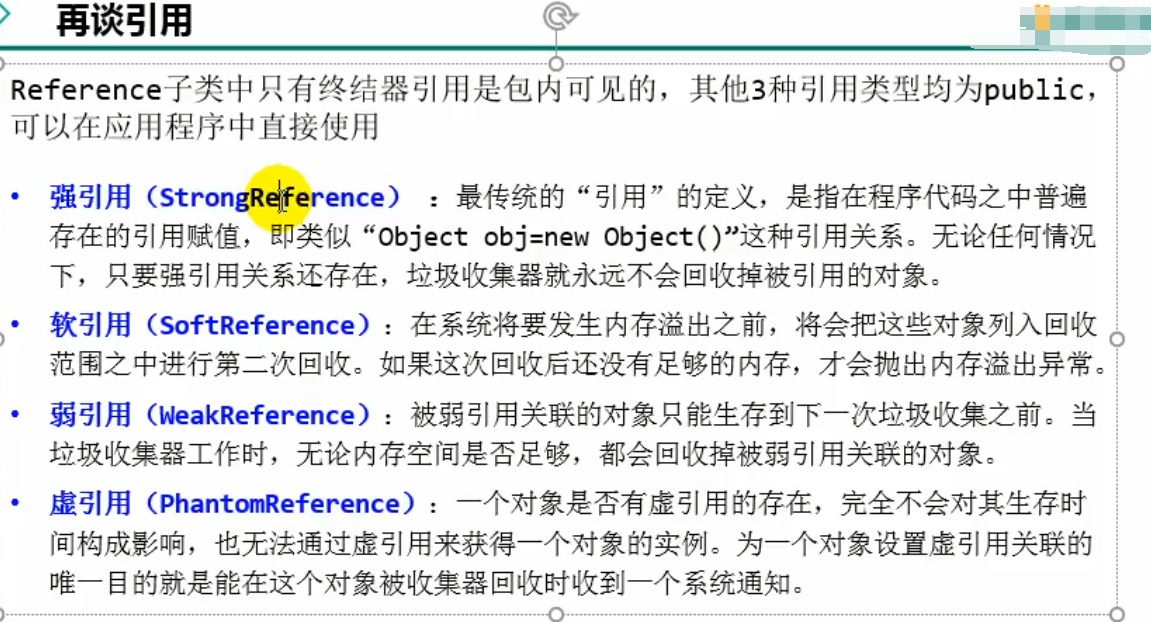 再谈引用
Reference子类中只有终结器引用是包内可见的，其他3种引用类型均为public，
可以在应用程序中直接使用
• 强引用（StrongReference） ：最传统的“引用”的定义，是指在程序代码之中普遍
存在的引用赋值，即类似“Object obj=new Object()”这种引用关系。无论任何情况
下，只要强引用关系还存在，垃圾收集器就永远不会回收掉被引用的对象。
• 软引用（SoftReference）：在系统将要发生内存溢出之前，将会把这些对象列入回收
范围之中进行第二次回收。如果这次回收后还没有足够的内存，才会抛出内存溢出异常。
• 弱引用（WeakReference）：被弱引用关联的对象只能生存到下一次垃圾收集之前。当
垃圾收集器工作时，无论内存空间是否足够，都会回收掉被弱引用关联的对象。
• 虚引用（PhantomReference）：一个对象是否有虚引用的存在，完全不会对其生存时
间构成影响，也无法通过虚引用来获得一个对象的实例。为一个对象设置虚引用关联的
唯一目的就是能在这个对象被收集器回收时收到一个系统通知。